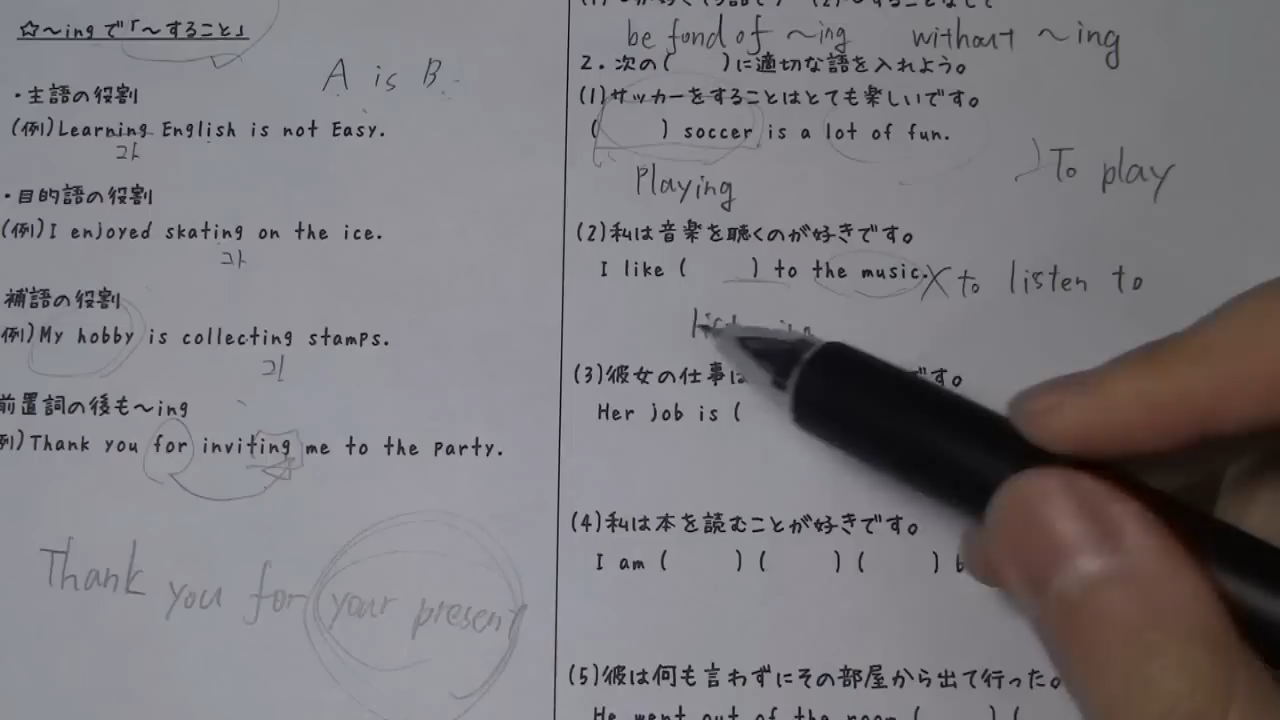 ☆～ingで「～すること」
A is B
・主語の役割
(例)Learning English is not Easy.
・目的語の役割
(例)I enjoyed skating on the ice.
補語の役割
例)My hobby is collecting stamps.
前置詞の後も～ing
例)Thank you for inviting me to the party.
Thank you for your present
be fond of ～ing without ～ing
2．次の( )に適切な語を入れよう。
(1)サッカーをすることはとても楽しいです。
( ) soccer is a lot of fun.
Playing
To play
(2)私は音楽を聴くのが好きです。
I like ( ) to the music.
to listen to
(3)彼女の仕事は です。
Her job is (
(4)私は本を読むことが好きです。
I am ( ) ( ) ( ) b
(5)彼は何も言わずにその部屋から出て行った。
He went out of the room ( ) (